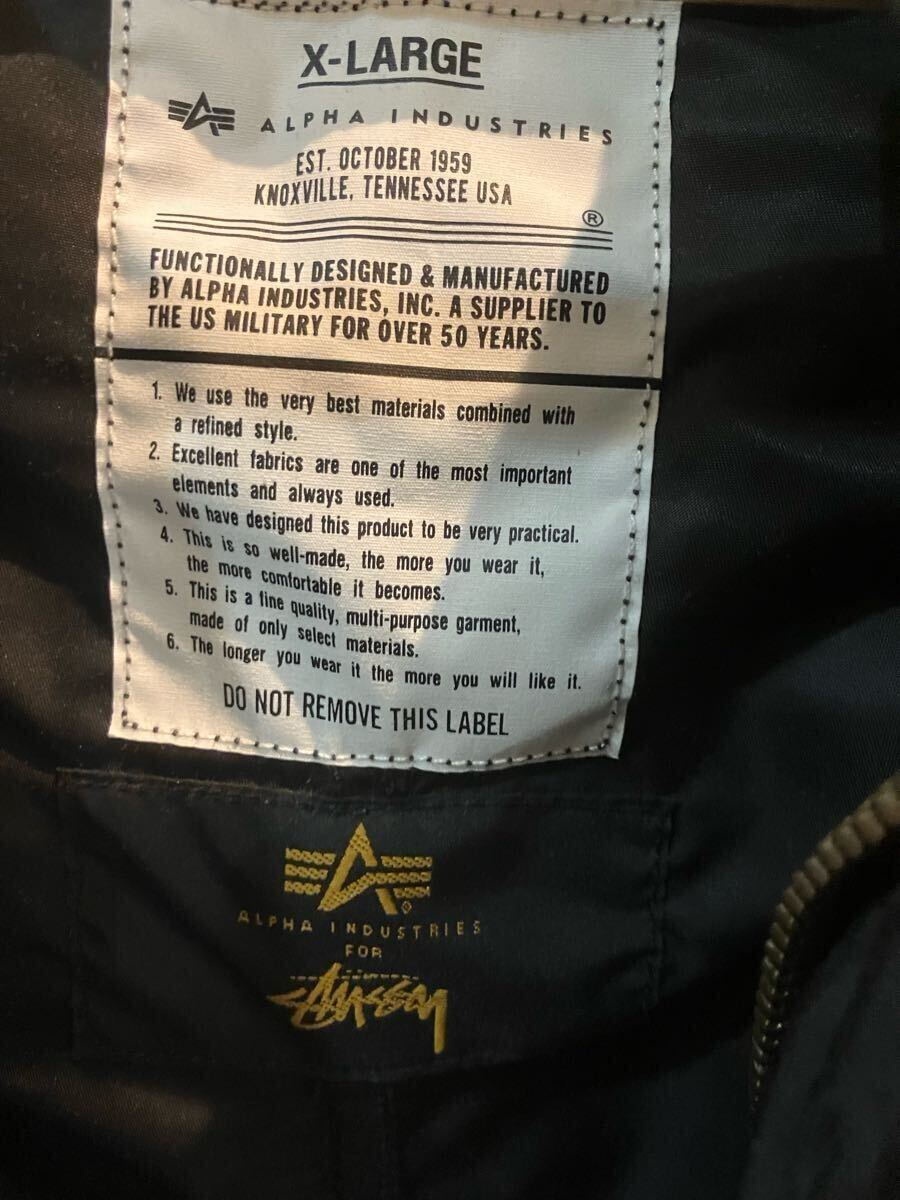 X-LARGE
ALPHA INDUSTRIES
EST. OCTOBER 1959
KNOXVILLE, TENNESSEE USA
®
FUNCTIONALLY DESIGNED & MANUFACTURED
BY ALPHA INDUSTRIES, INC. A SUPPLIER TO
THE US MILITARY FOR OVER 50 YEARS.
1. We use the very best materials combined with
a refined style.
2. Excellent fabrics are one of the most important
elements and always used.
3. We have designed this product to be very practical.
4. This is so well-made, the more you wear it,
the more comfortable it becomes.
5. This is a fine quality, multi-purpose garment,
made of only select materials.
6. The longer you wear it the more you will like it.
DO NOT REMOVE THIS LABEL
ALPHA INDUSTRIES
FOR
Stussy